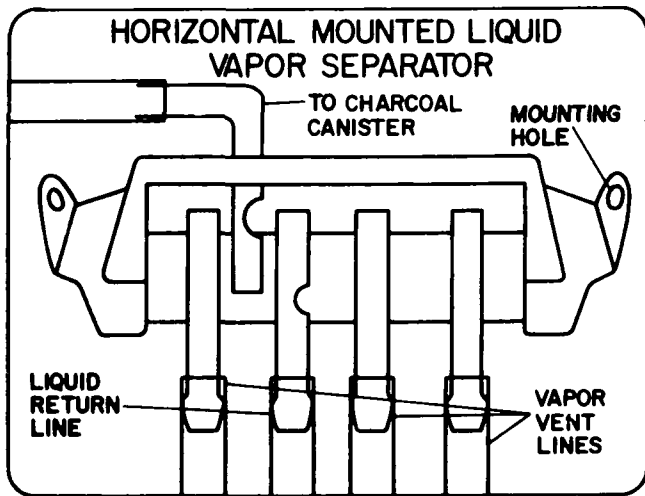 HORIZONTAL MOUNTED LIQUID
VAPOR SEPARATOR
TO CHARCOAL
CANISTER
MOUNTING
HOLE
LIQUID
RETURN
LINE
VAPOR
VENT
LINES